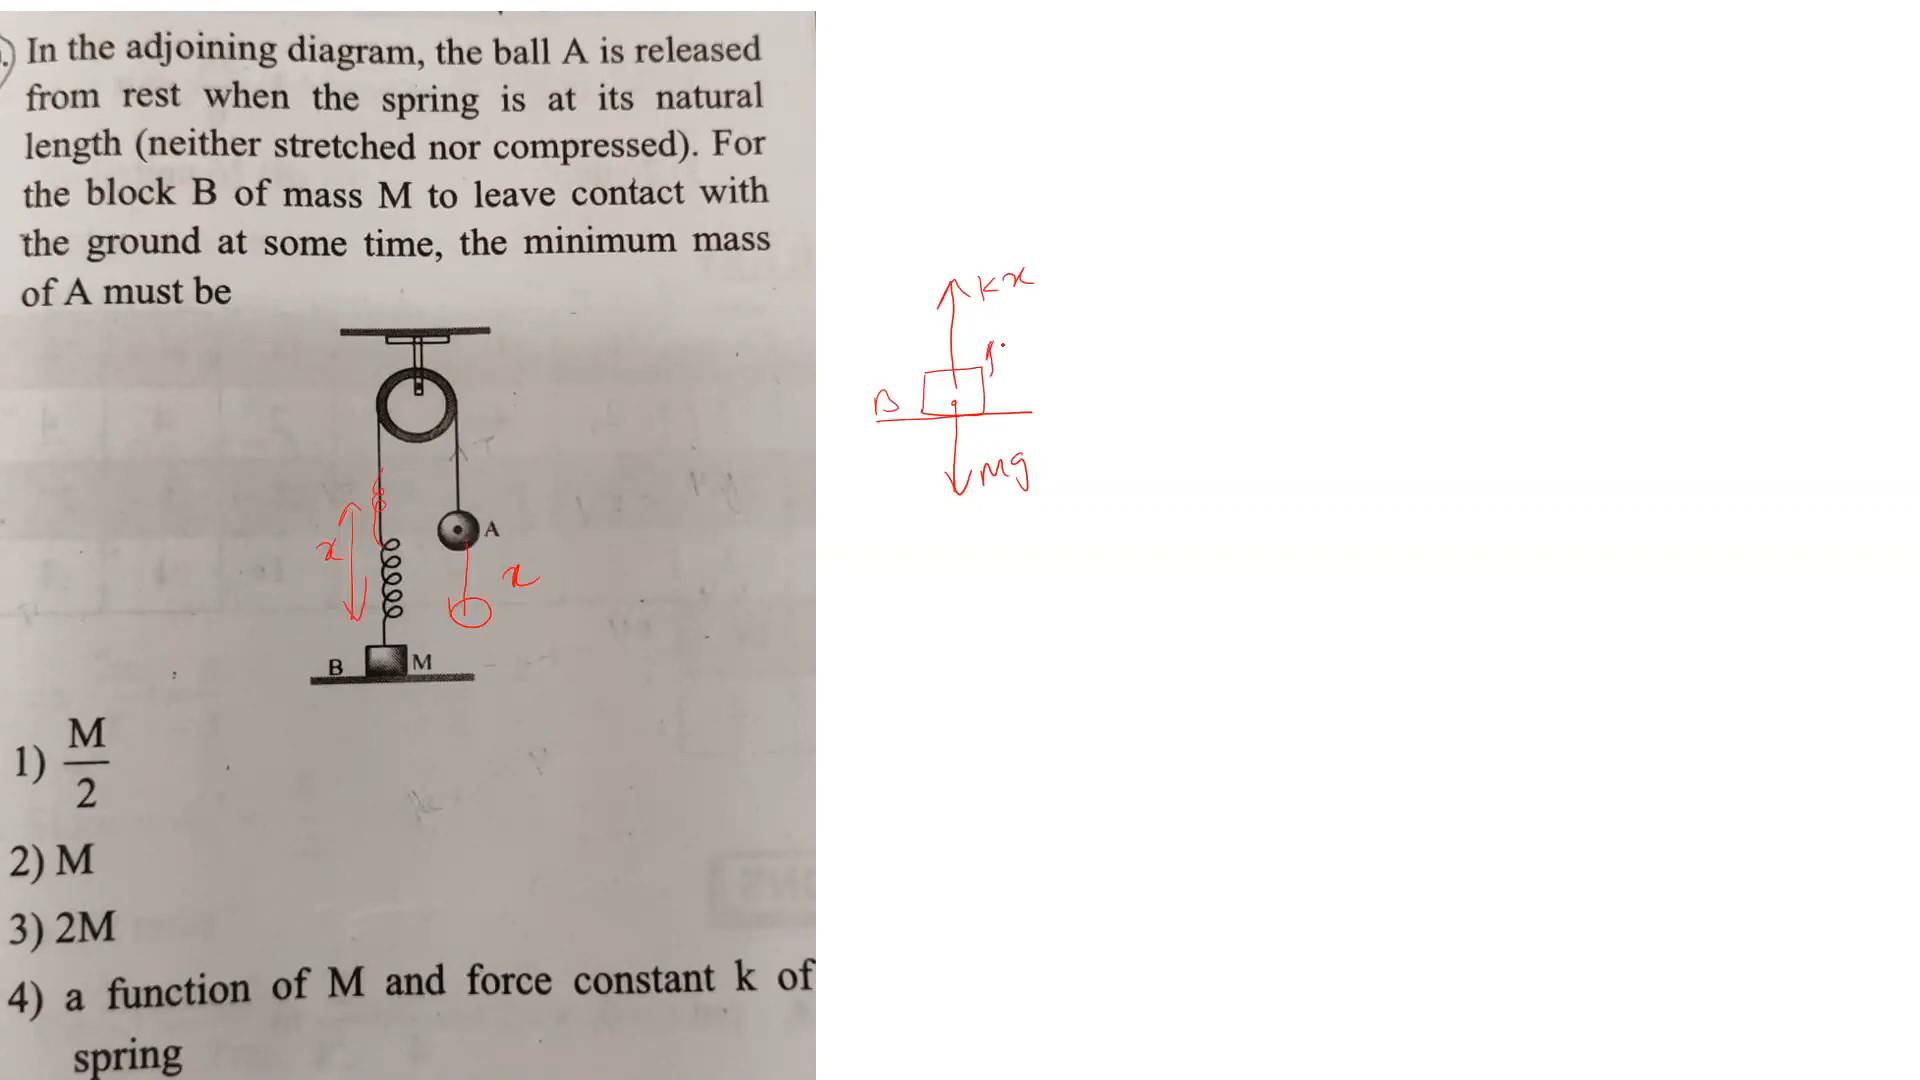 In the adjoining diagram, the ball A is released
from rest when the spring is at its natural
length (neither stretched nor compressed). For
the block B of mass M to leave contact with
the ground at some time, the minimum mass
of A must be
A
x
x
B
M
1) M/2
2) M
3) 2M
4) a function of M and force constant k of
spring
kx
B
Mg